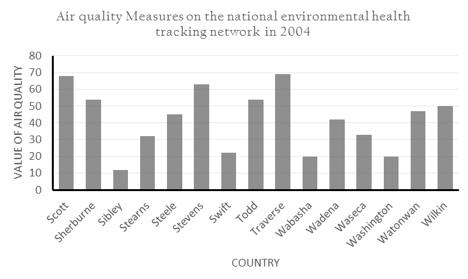 Air quality Measures on the national environmental health
tracking network in 2004
VALUE OF AIR QUALITY
80
70
60
50
40
30
20
10
0
Scott
Sherburne
Sibley
Stearns
Steele
Stevens
Swift
Todd
Traverse
Wabasha
Wadena
Waseca
Washington
Watonwan
Wilkin
COUNTRY